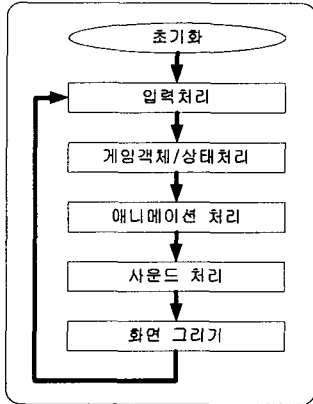 초기화
입력처리
게임객체/상태처리
애니메이션 처리
사운드 처리
화면 그리기